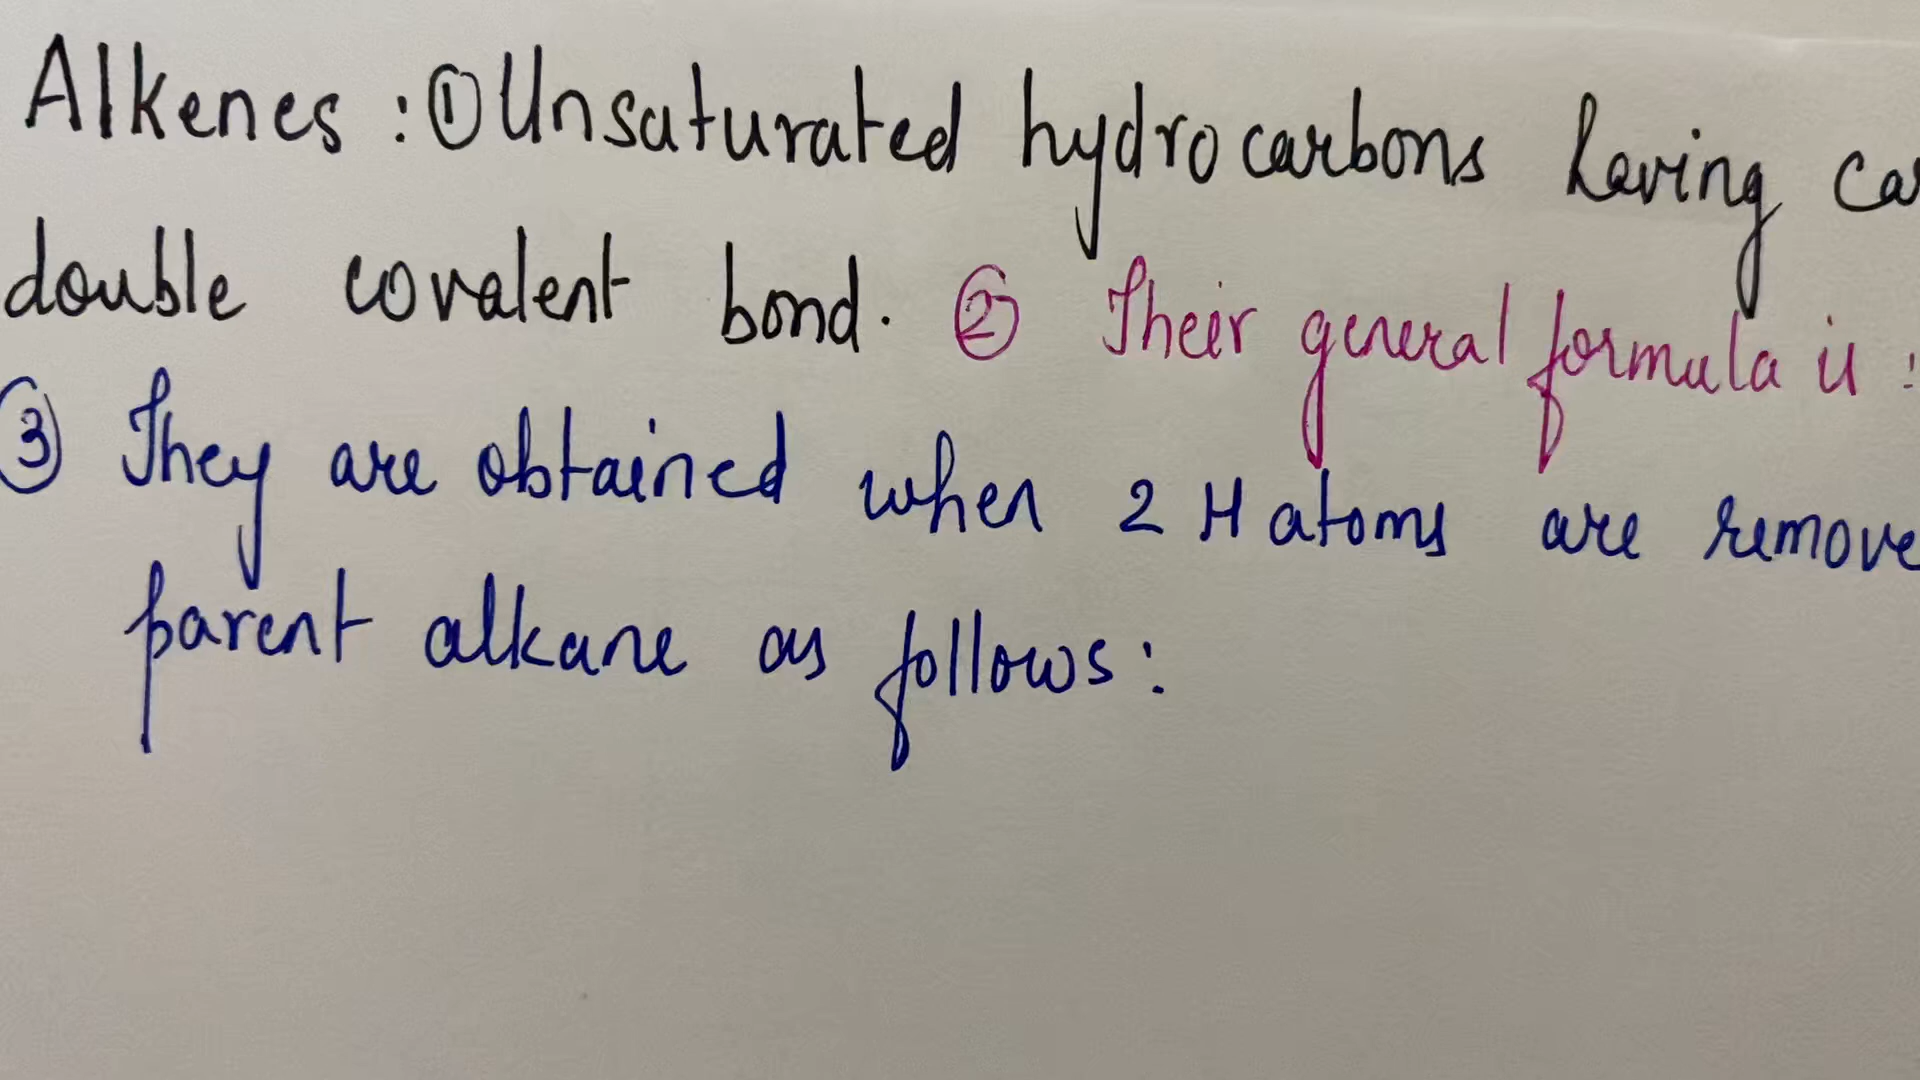 Alkenes : ① Unsaturated hydrocarbons having ca
double covalent bond. ② Their general formula is :
③ They are obtained when 2 H atoms are remove
parent alkane as follows :